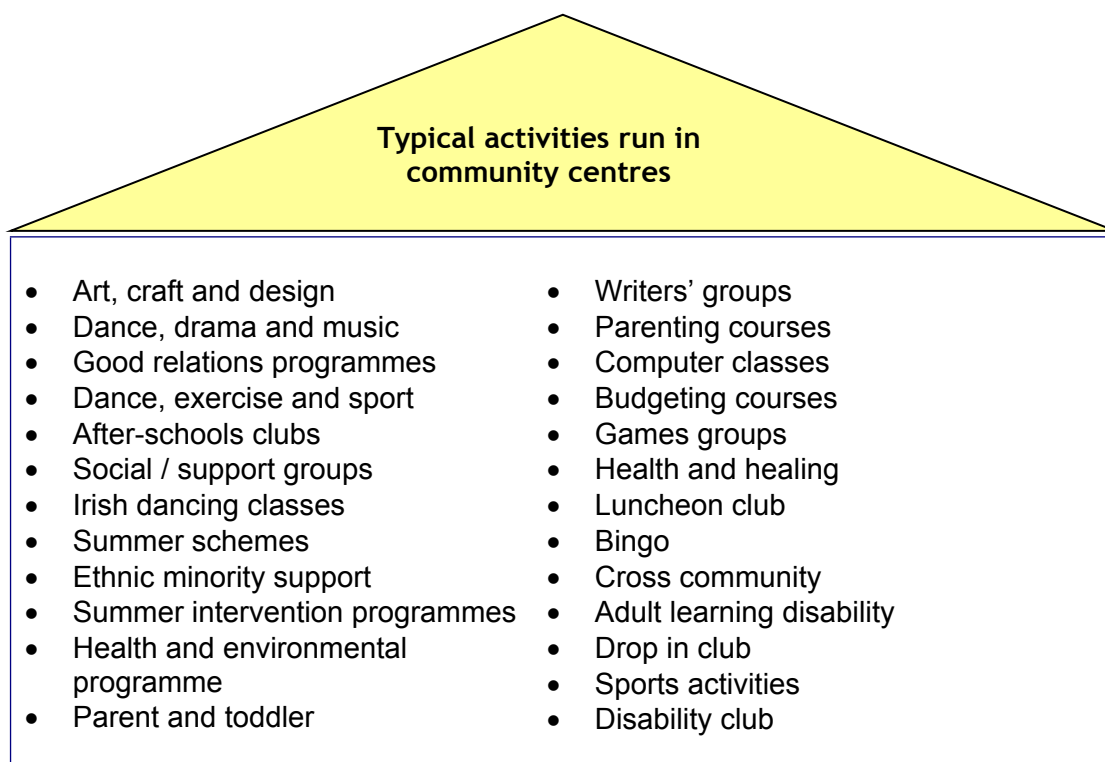 Typical activities run in
community centres
• Art, craft and design
• Dance, drama and music
• Good relations programmes
• Dance, exercise and sport
• After-schools clubs
• Social / support groups
• Irish dancing classes
• Summer schemes
• Ethnic minority support
• Summer intervention programmes
• Health and environmental
programme
• Parent and toddler
• Writers’ groups
• Parenting courses
• Computer classes
• Budgeting courses
• Games groups
• Health and healing
• Luncheon club
• Bingo
• Cross community
• Adult learning disability
• Drop in club
• Sports activities
• Disability club